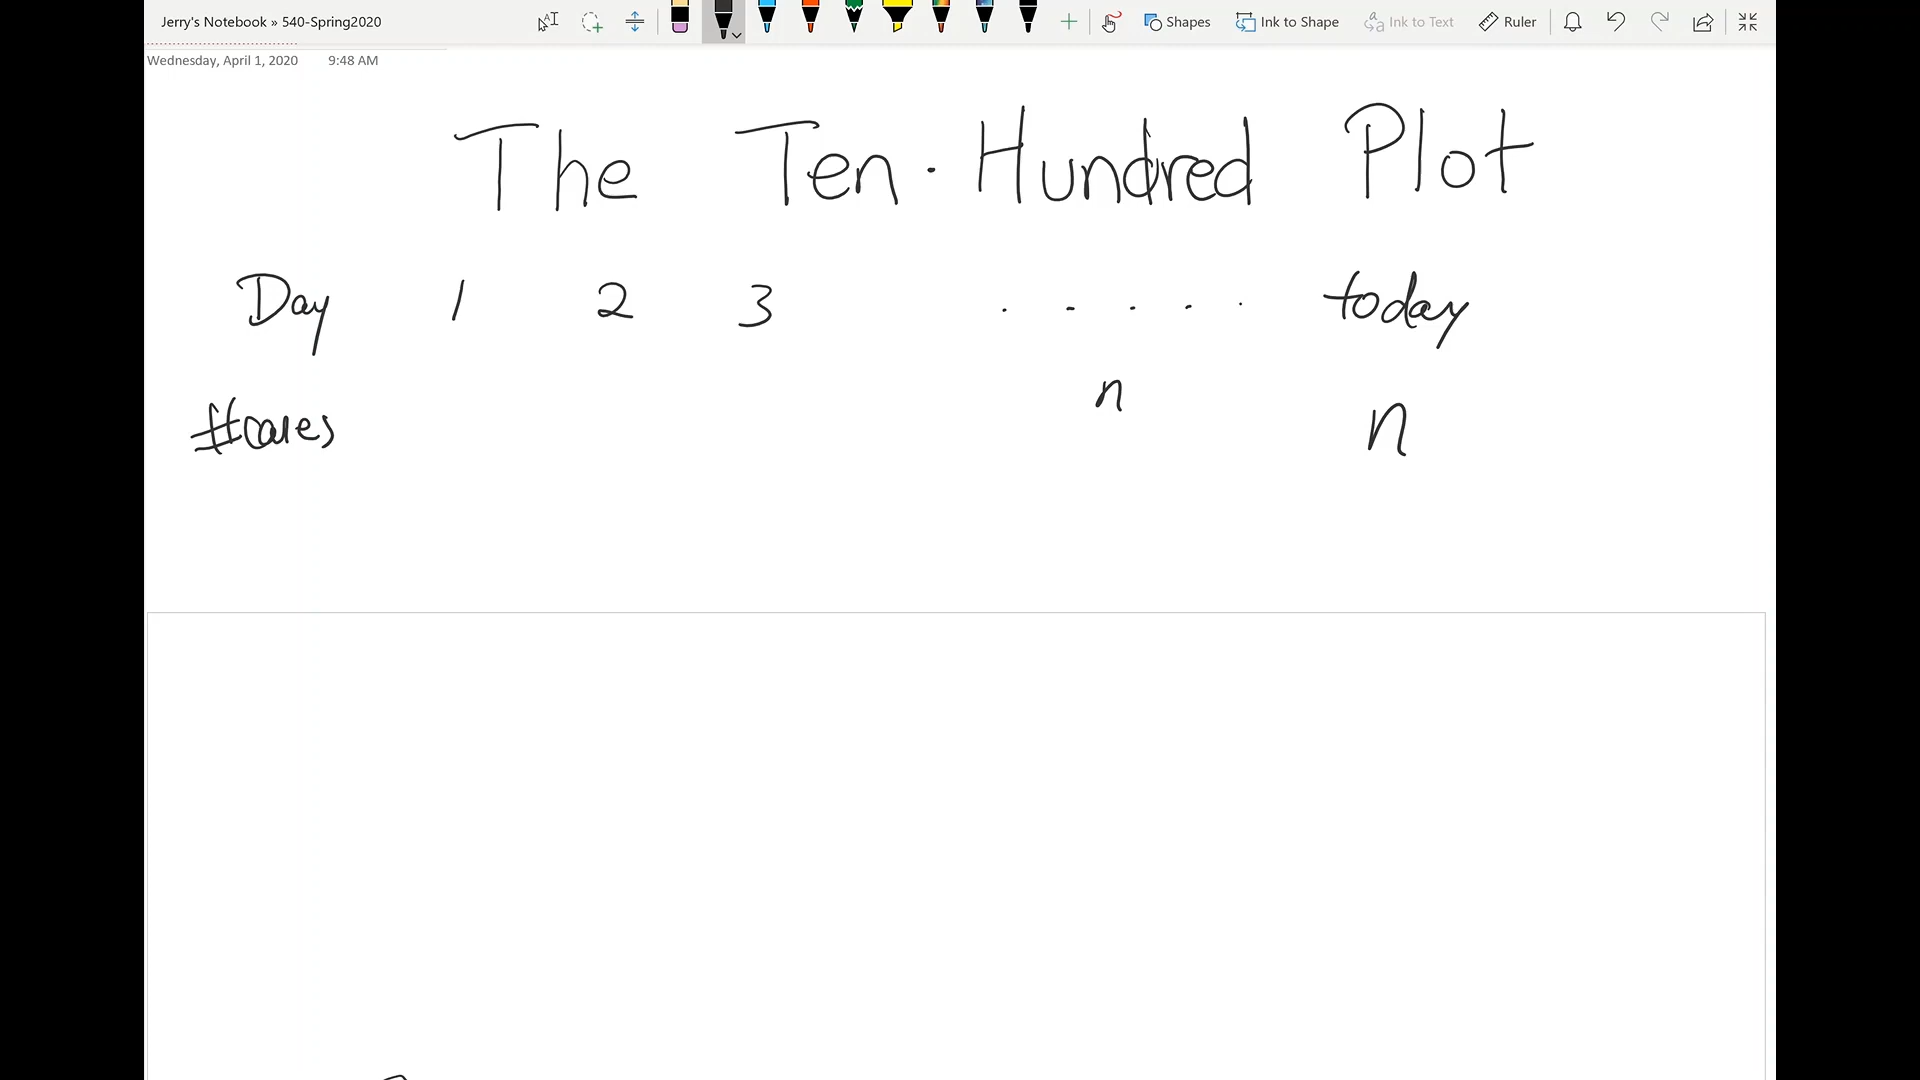 Jerry's Notebook » 540-Spring2020 Shapes Ink to Shape Ink to Text Ruler
Wednesday, April 1, 2020 9:48 AM
The Ten-Hundred Plot
Day 1 2 3 . . . . . today
n
#cases n